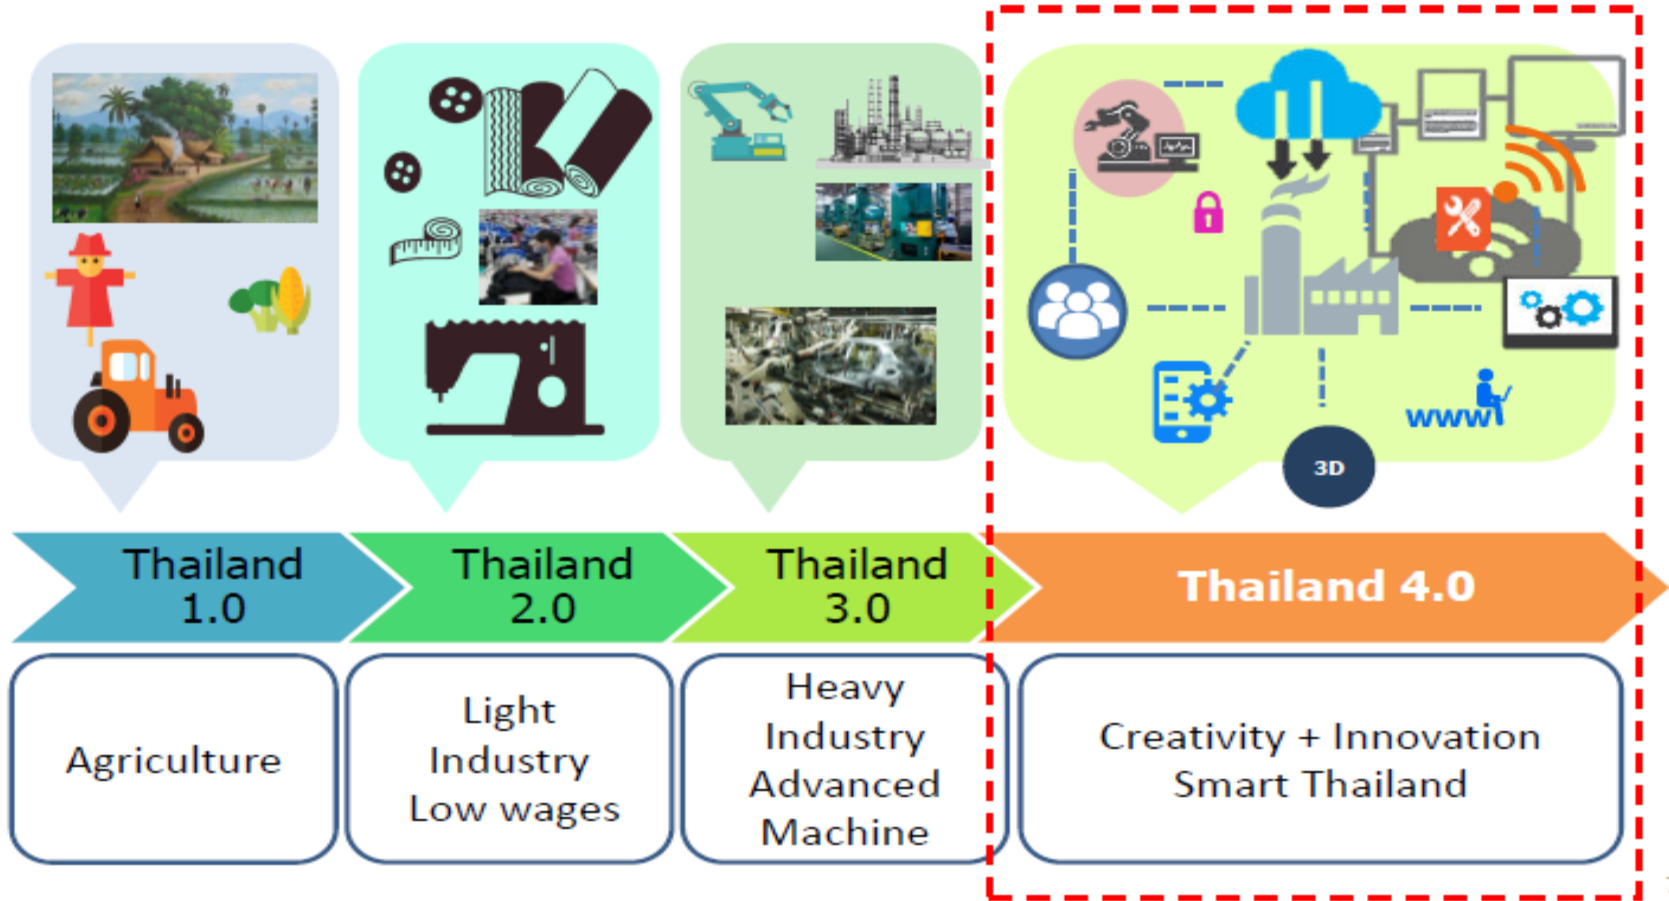 www
3D
Thailand
1.0
Thailand
2.0
Thailand
3.0
Thailand 4.0
Agriculture
Light
Industry
Low wages
Heavy
Industry
Advanced
Machine
Creativity + Innovation
Smart Thailand